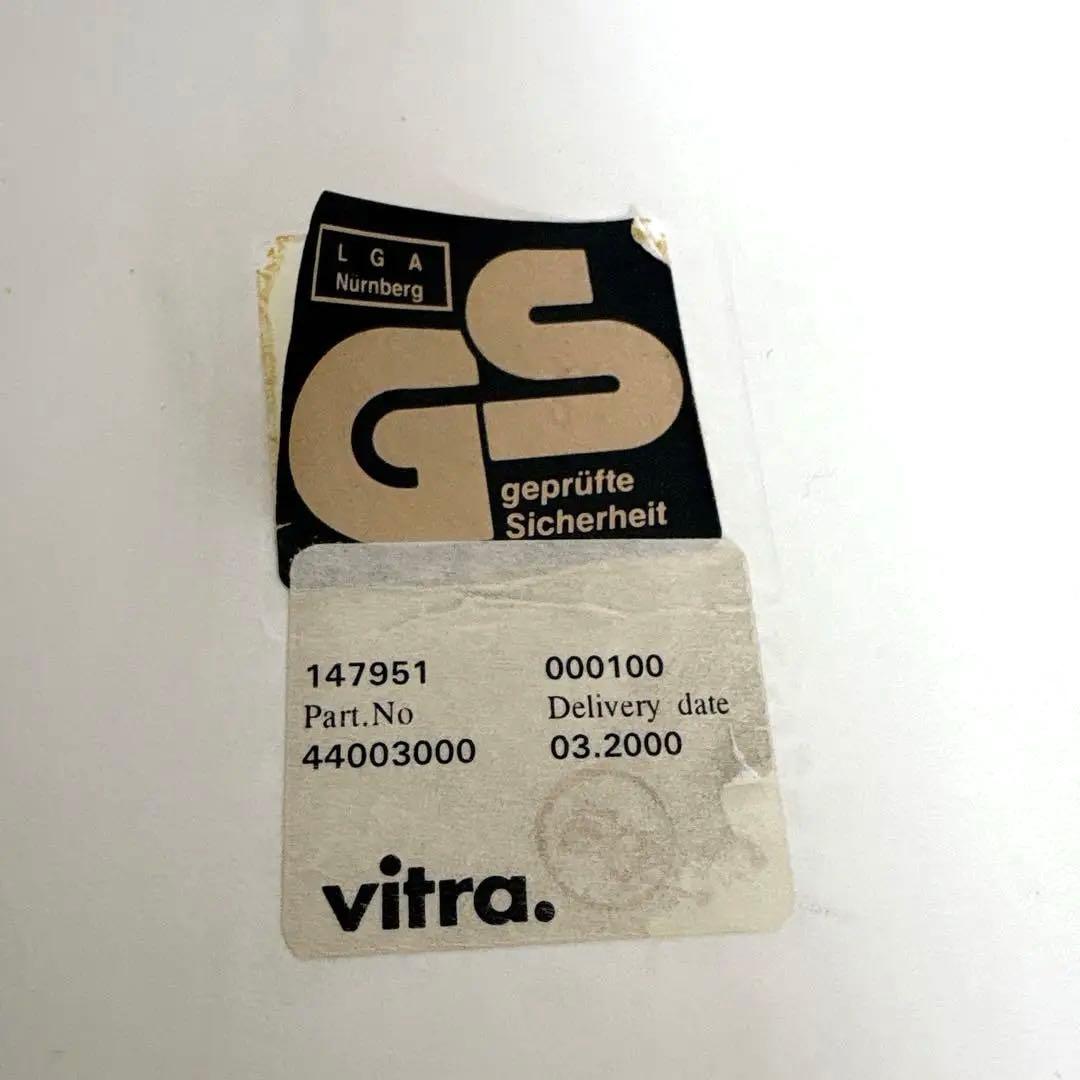 L G A
Nürnberg
GS
geprüfte
Sicherheit
147951 000100
Part.No Delivery date
44003000 03.2000
vitra.